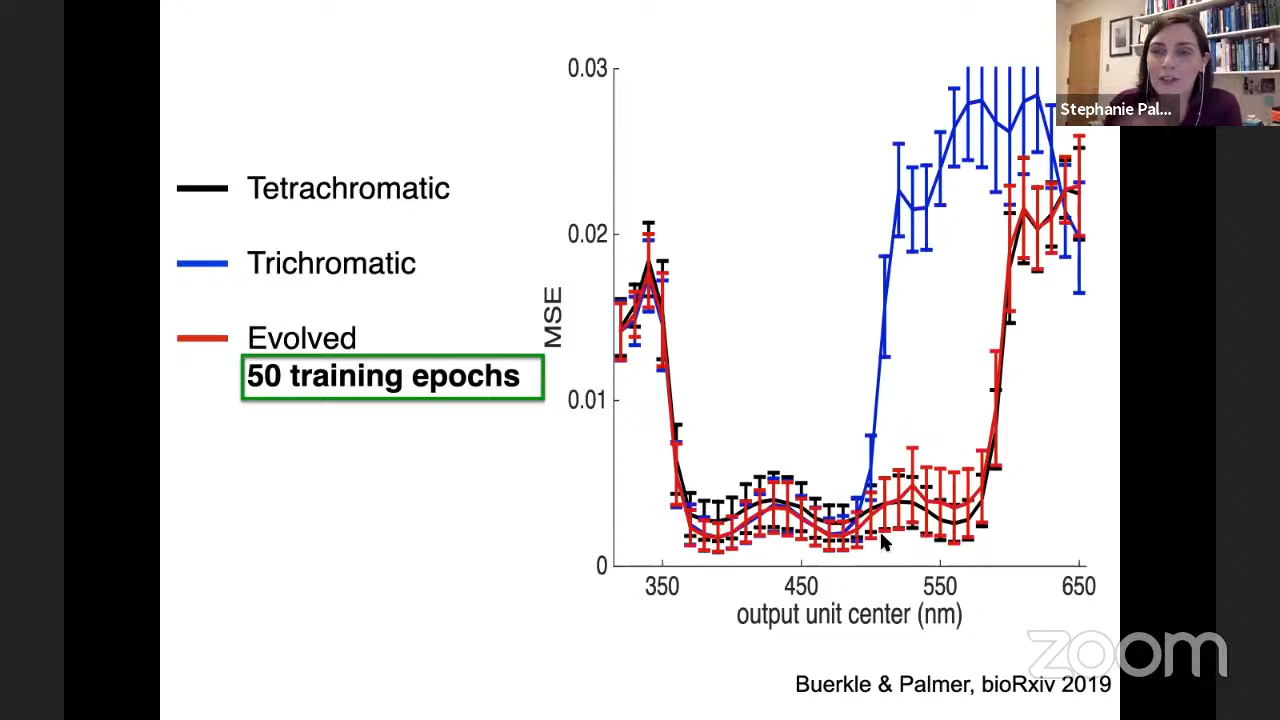 Stephanie Pal...
Tetrachromatic
Trichromatic
Evolved
50 training epochs
MSE
0.03
0.02
0.01
0
350 450 550 650
output unit center (nm)
zoom
Buerkle & Palmer, bioRxiv 2019